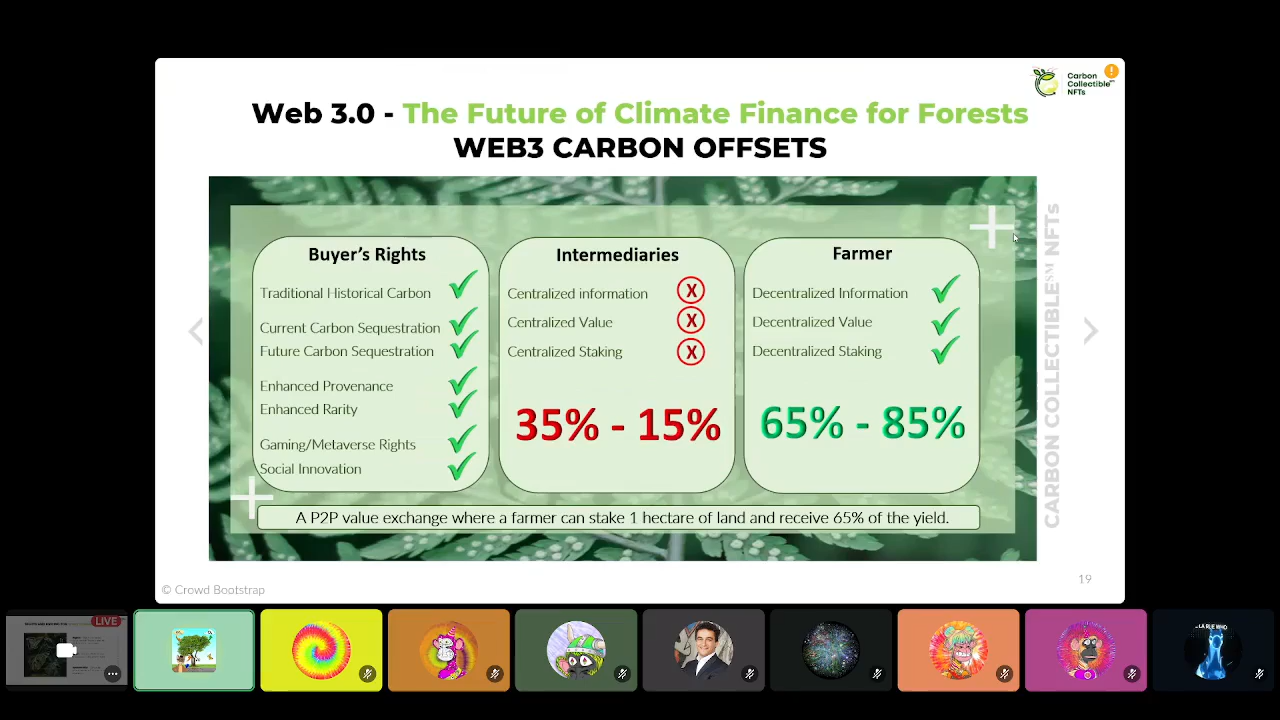 Carbon
Collectible℠
NFTs
Web 3.0 - The Future of Climate Finance for Forests
WEB3 CARBON OFFSETS
Buyer's Rights
Traditional Historical Carbon
Current Carbon Sequestration
Future Carbon Sequestration
Enhanced Provenance
Enhanced Rarity
Gaming/Metaverse Rights
Social Innovation
Intermediaries
Centralized information
X
Centralized Value
X
Centralized Staking
X
35% - 15%
Farmer
Decentralized Information
Decentralized Value
Decentralized Staking
65% - 85%
A P2P value exchange where a farmer can stake 1 hectare of land and receive 65% of the yield.
CARBON COLLECTIBLE℠ NFTs
© Crowd Bootstrap
19
LIVE